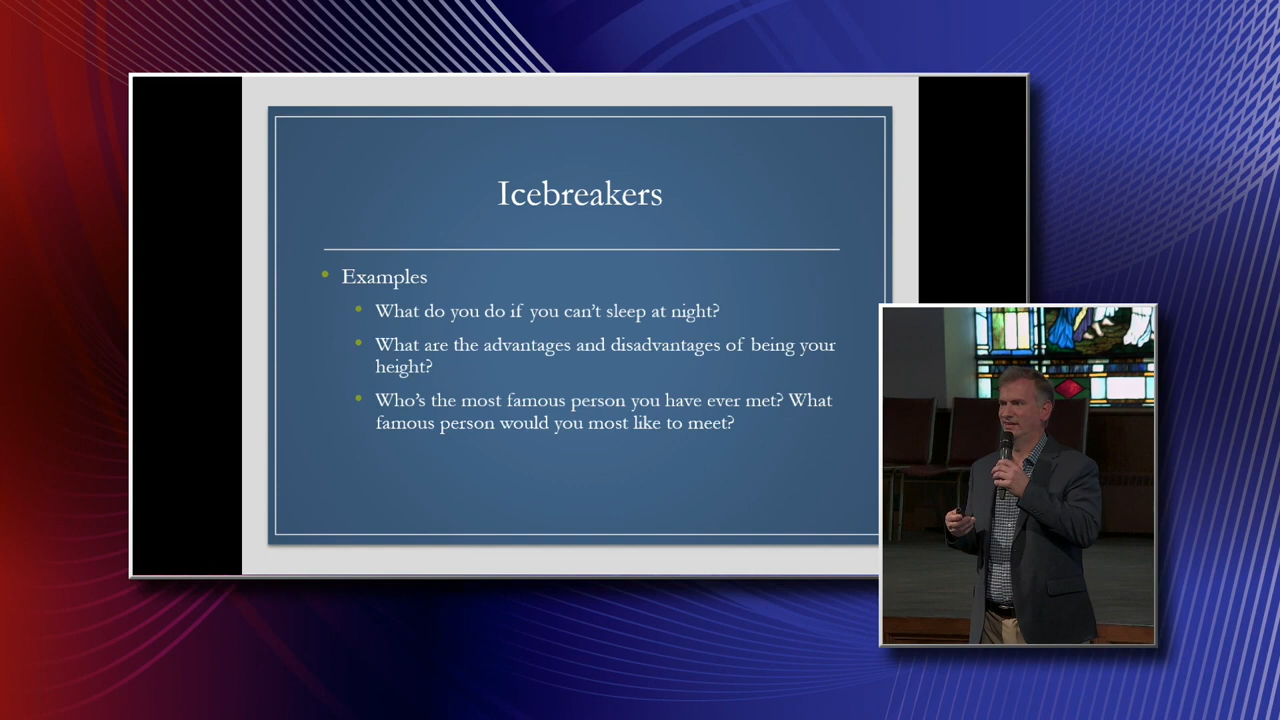 Icebreakers
Examples
What do you do if you can't sleep at night?
What are the advantages and disadvantages of being your
height?
Who's the most famous person you have ever met? What
famous person would you most like to meet?